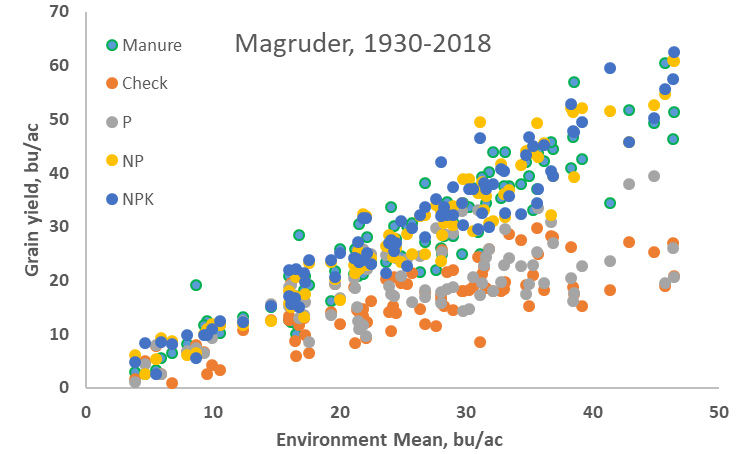 Magruder, 1930-2018
Manure
Check
P
NP
NPK
Grain yield, bu/ac
70
60
50
40
30
20
10
0
0 10 20 30 40 50
Environment Mean, bu/ac